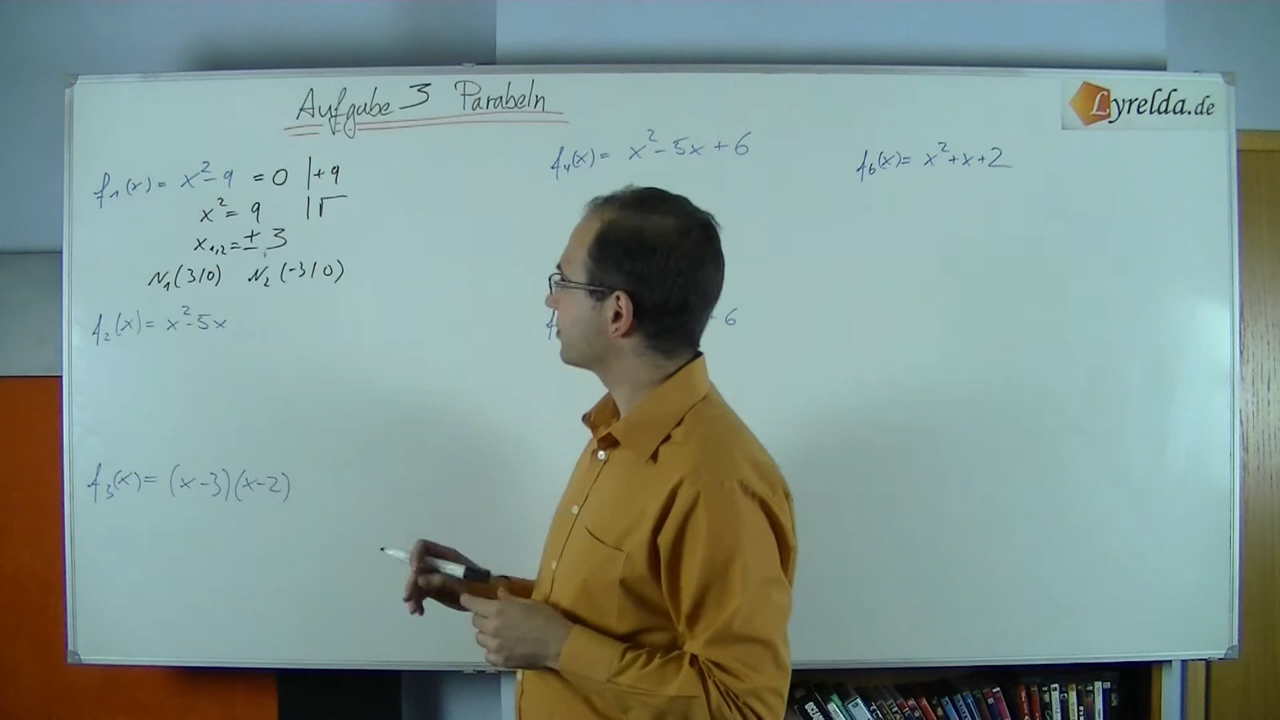 Aufgabe 3 Parabeln
Lyrelda.de
f₁(x) = x²-9 = 0 |+9
x² = 9 |√
x₁,₂ = ± 3
N₁(3/0) N₂(-3/0)
f₂(x) = x²-5x
f₃(x) = (x-3)(x-2)
f₄(x) = x²-5x+6
6
f₆(x) = x²+x+2